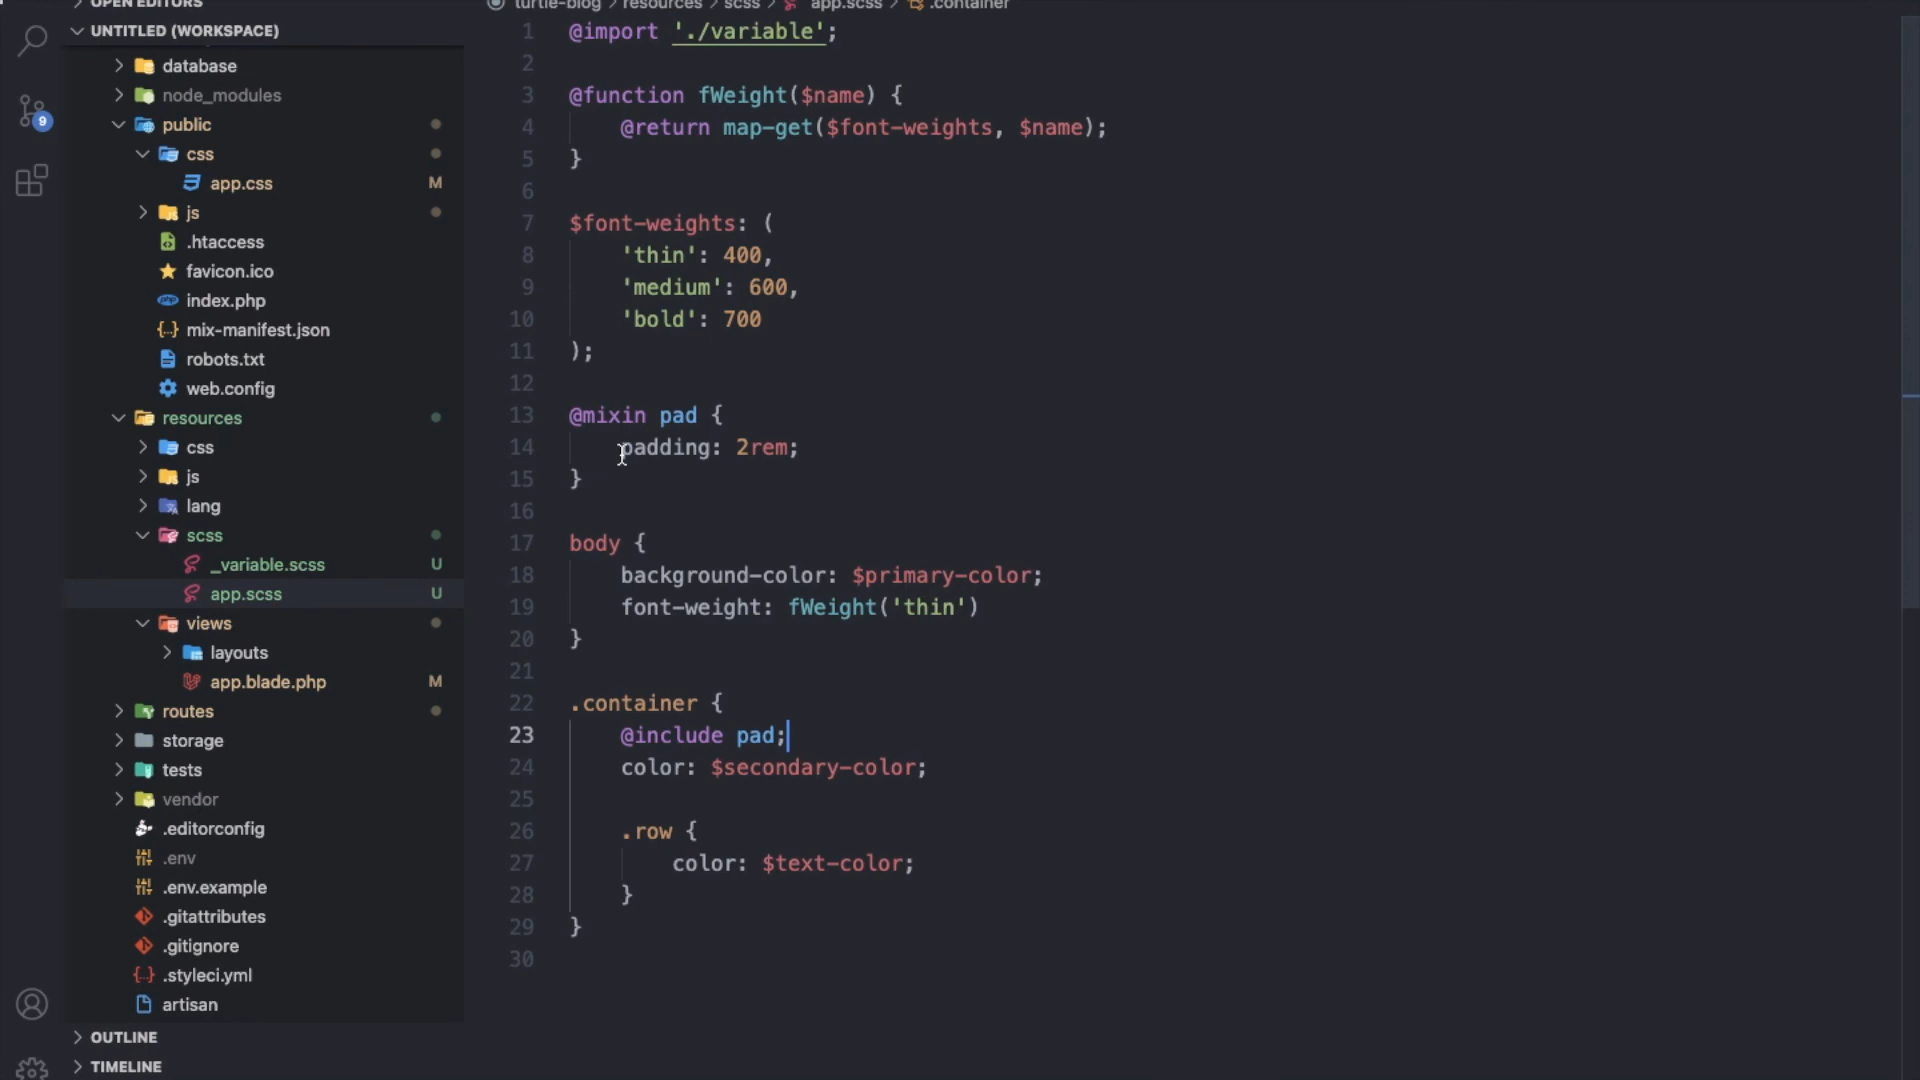 OPEN EDITORS
UNTITLED (WORKSPACE)
database
node_modules
public
css
app.css M
js
.htaccess
favicon.ico
index.php
mix-manifest.json
robots.txt
web.config
resources
css
js
lang
scss
_variable.scss U
app.scss U
views
layouts
app.blade.php M
routes
storage
tests
vendor
.editorconfig
.env
.env.example
.gitattributes
.gitignore
.styleci.yml
artisan
OUTLINE
TIMELINE
9
turtle-blog > resources > scss > app.scss > .container
1 @import './variable';
2
3 @function fWeight($name) {
4 @return map-get($font-weights, $name);
5 }
6
7 $font-weights: (
8 'thin': 400,
9 'medium': 600,
10 'bold': 700
11 );
12
13 @mixin pad {
14 padding: 2rem;
15 }
16
17 body {
18 background-color: $primary-color;
19 font-weight: fWeight('thin')
20 }
21
22 .container {
23 @include pad;
24 color: $secondary-color;
25
26 .row {
27 color: $text-color;
28 }
29 }
30